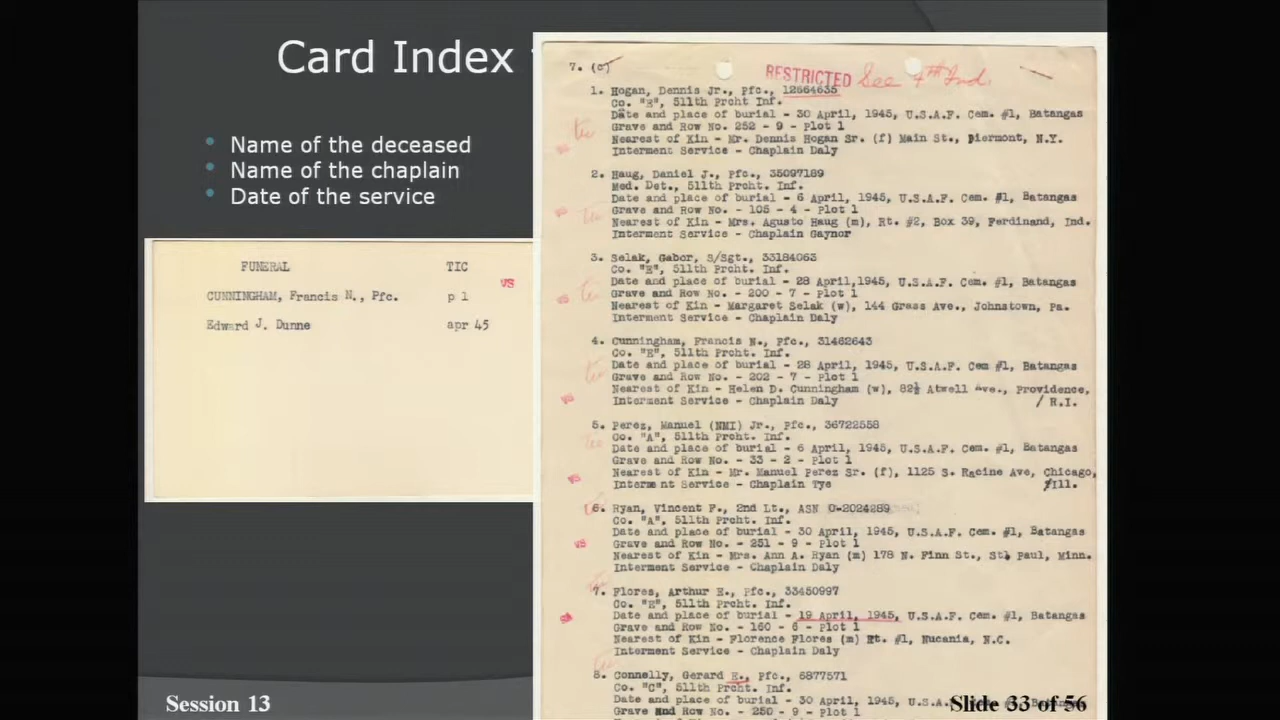 Card Index
Name of the deceased
Name of the chaplain
Date of the service
FUNERAL TIC
VS
CUNNINGHAM, Francis N., Pfc. p 1
Edward J. Dunne apr 45
7. (c)
RESTRICTED See 4th Ind.
1. Hogan, Dennis Jr., Pfc., 12664635
Co. "E", 511th Prcht Inf.
Date and place of burial - 30 April, 1945, U.S.A.F. Cem. #1, Batangas
Grave and Row No. 252 - 9 - Plot 1
Nearest of Kin - Mr. Dennis Hogan Sr. (f) Main St., Piermont, N.Y.
Interment Service - Chaplain Daly
2. Haug, Daniel J., Pfc., 35097189
Med. Det., 511th Prcht. Inf.
Date and place of burial - 6 April, 1945, U.S.A.F. Cem. #1, Batangas
Grave and Row No. - 105 - 4 - Plot 1
Nearest of Kin - Mrs. Agusto Haug (m), Rt. #2, Box 39, Ferdinand, Ind.
Interment Service - Chaplain Gaynor
3. Selak, Gabor, S/Sgt., 33184063
Co. "E", 511th Prcht. Inf.
Date and place of burial - 28 April,1945, U.S.A.F. Cem. #1, Batangas
Grave and Row No. - 200 - 7 - Plot 1
Nearest of Kin - Margaret Selak (w), 144 Grass Ave., Johnstown, Pa.
Interment Service - Chaplain Daly
4. Cunningham, Francis N., Pfc., 31462643
Co. "E", 511th Prcht. Inf.
Date and place of burial - 28 April, 1945, U.S.A.F. Cem #1, Batangas
Grave and Row No. - 202 - 7 - Plot 1
Nearest of Kin - Helen D. Cunningham (w), 82½ Atwell Ave., Providence,
Interment Service - Chaplain Daly / R.I.
VS
5. Perez, Manuel (NMI) Jr., Pfc., 36722558
Co. "A", 511th Prcht. Inf.
Date and place of burial - 6 April, 1945, U.S.A.F. Cem. #1, Batangas
Grave and Row No. - 33 - 2 - Plot 1
Nearest of Kin - Mr. Manuel Perez Sr. (f), 1125 S. Racine Ave, Chicago,
Interme nt Service - Chaplain Tye /Ill.
VS
6. Ryan, Vincent F., 2nd Lt., ASN O-2024289
Co. "A", 511th Prcht. Inf.
Date and place of burial - 30 April, 1945, U.S.A.F. Cem. #1, Batangas
Grave and Row No. - 251 - 9 - Plot 1
VS
Nearest of Kin - Mrs. Ann A. Ryan (m) 178 N. Finn St., St. Paul, Minn.
Interment Service - Chaplain Daly
7. Flores, Arthur E., Pfc., 33450997
Co. "E", 511th Prcht. Inf.
Date and place of burial - 19 April, 1945, U.S.A.F. Cem. #1, Batangas
Grave and Row No. - 160 - 6 - Plot 1
Nearest of Kin - Florence Flores (m) Rt. #1, Nucania, N.C.
Interment Service - Chaplain Daly
8. Connelly, Gerard E., Pfc., 6877571
Co. "C", 511th Prcht. Inf.
Date and place of burial - 30 April, 1945, U.S.A.F.
Grave and Row No. - 250 - 9 - Plot 1
Session 13
Slide 33 of 56